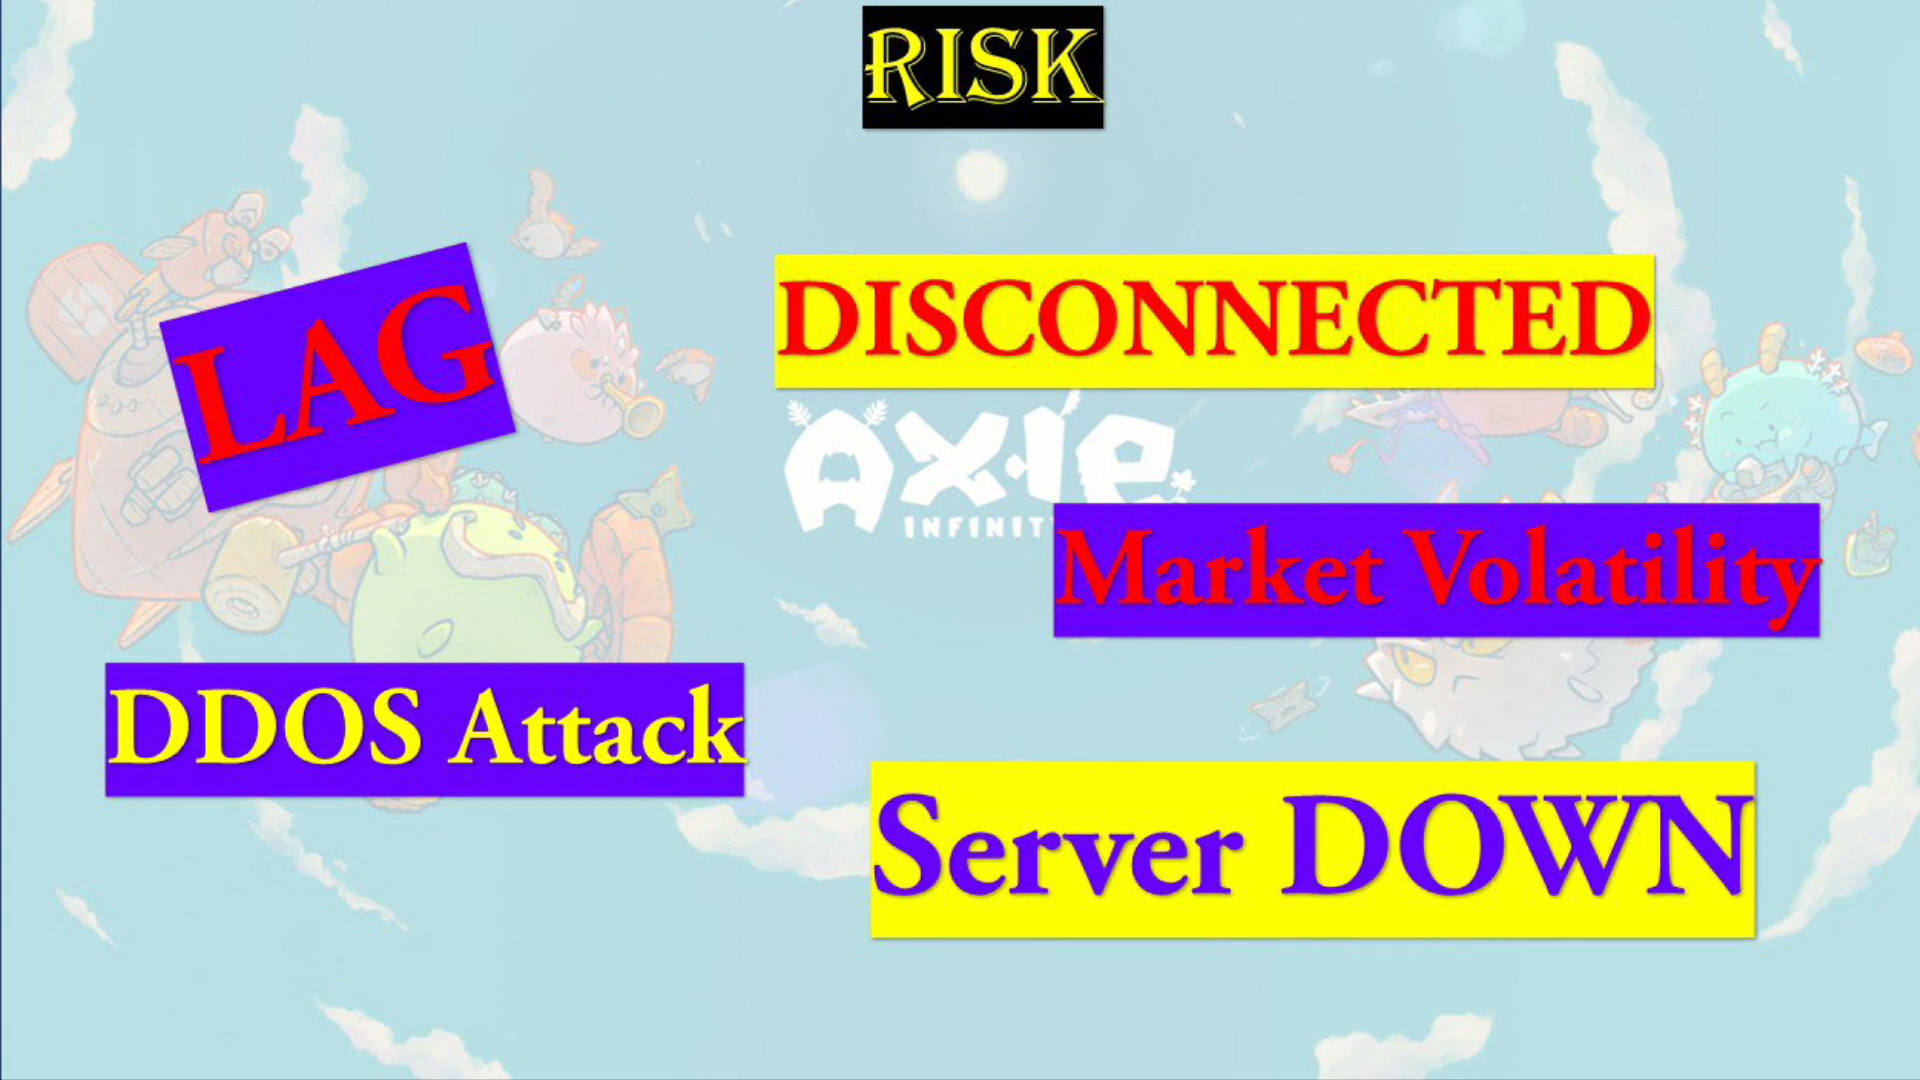 RISK
LAG
DISCONNECTED
AXIE
INFINIT
Market Volatility
DDOS Attack
Server DOWN